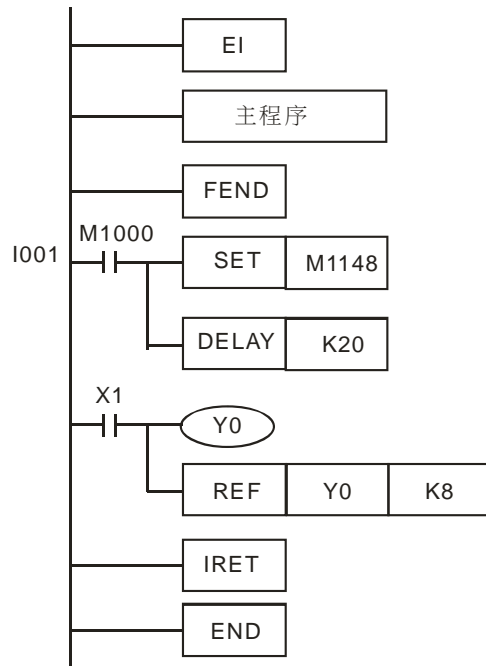 EI
主程序
FEND
M1000
I001
SET M1148
DELAY K20
X1
Y0
REF Y0 K8
IRET
END